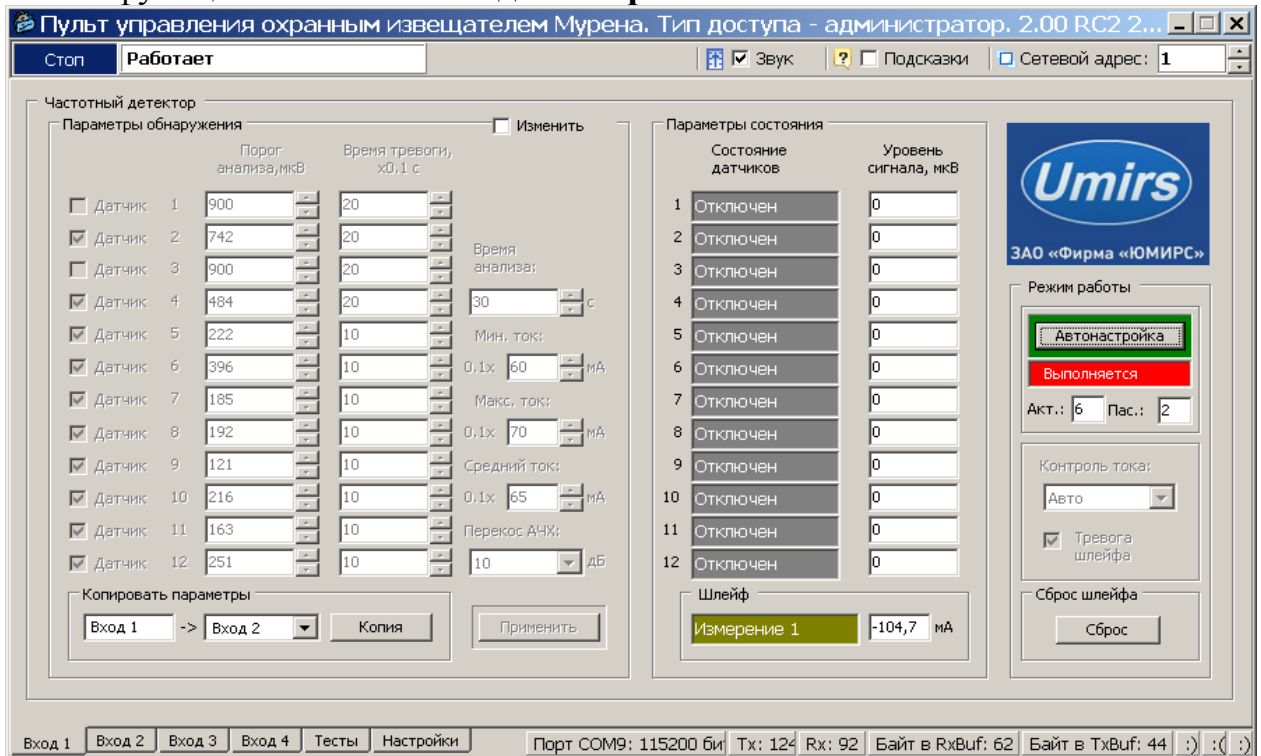 Пульт управления охранным извещателем Мурена. Тип доступа - администратор. 2.00 RC2 2...
Стоп Работает Звук Подсказки Сетевой адрес: 1
Частотный детектор
Параметры обнаружения Изменить
Порог анализа,мкВ Время тревоги, x0,1 с
Датчик 1 900 20
Датчик 2 742 20
Датчик 3 900 20
Датчик 4 484 20
Датчик 5 222 10
Датчик 6 396 10
Датчик 7 185 10
Датчик 8 192 10
Датчик 9 121 10
Датчик 10 216 10
Датчик 11 163 10
Датчик 12 251 10
Время
анализа:
30 с
Мин. ток:
0.1x 60 мА
Макс. ток:
0.1x 70 мА
Средний ток:
0.1x 65 мА
Перекос АЧХ:
10 дБ
Копировать параметры
Вход 1 -> Вход 2 Копия
Применить
Параметры состояния
Состояние датчиков Уровень сигнала, мкВ
1 Отключен 0
2 Отключен 0
3 Отключен 0
4 Отключен 0
5 Отключен 0
6 Отключен 0
7 Отключен 0
8 Отключен 0
9 Отключен 0
10 Отключен 0
11 Отключен 0
12 Отключен 0
Шлейф
Измерение 1 -104,7 мА
Umirs
ЗАО «Фирма «ЮМИРС»
Режим работы
Автонастройка
Выполняется
Акт.: 6 Пас.: 2
Контроль тока:
Авто
Тревога
шлейфа
Сброс шлейфа
Сброс
Вход 1 Вход 2 Вход 3 Вход 4 Тесты Настройки
Порт COM9: 115200 би Tx: 124 Rx: 92 Байт в RxBuf: 62 Байт в TxBuf: 44 :) :( :)